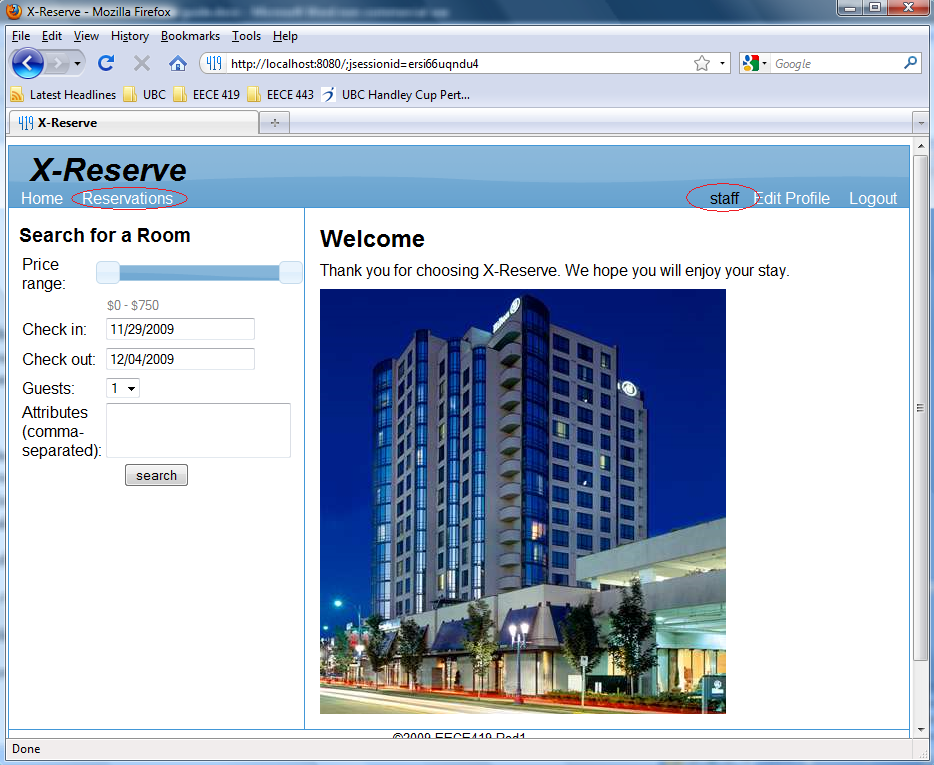 X-Reserve - Mozilla Firefox
File Edit View History Bookmarks Tools Help
http://localhost:8080/;jsessionid=ersi66uqndu4
Google
Latest Headlines UBC EECE 419 EECE 443 UBC Handley Cup Pert...
419 X-Reserve
X-Reserve
Home Reservations staff Edit Profile Logout
Search for a Room
Price range:
$0 - $750
Check in: 11/29/2009
Check out: 12/04/2009
Guests: 1
Attributes (comma-separated):
search
Welcome
Thank you for choosing X-Reserve. We hope you will enjoy your stay.
Hilton
©2009 EECE419 Red1
Done